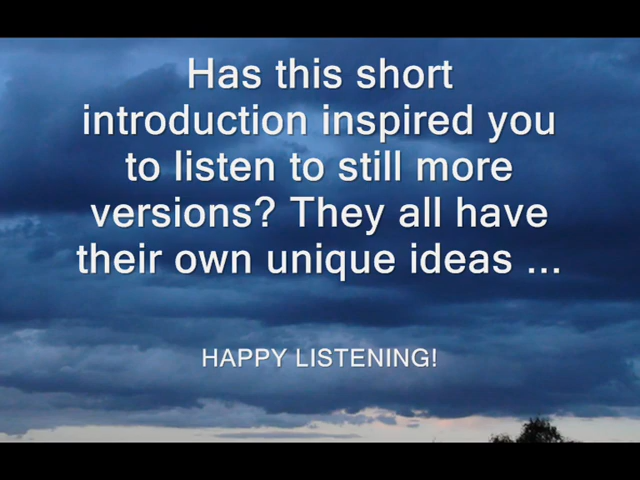 Has this short
introduction inspired you
to listen to still more
versions? They all have
their own unique ideas ...
HAPPY LISTENING!